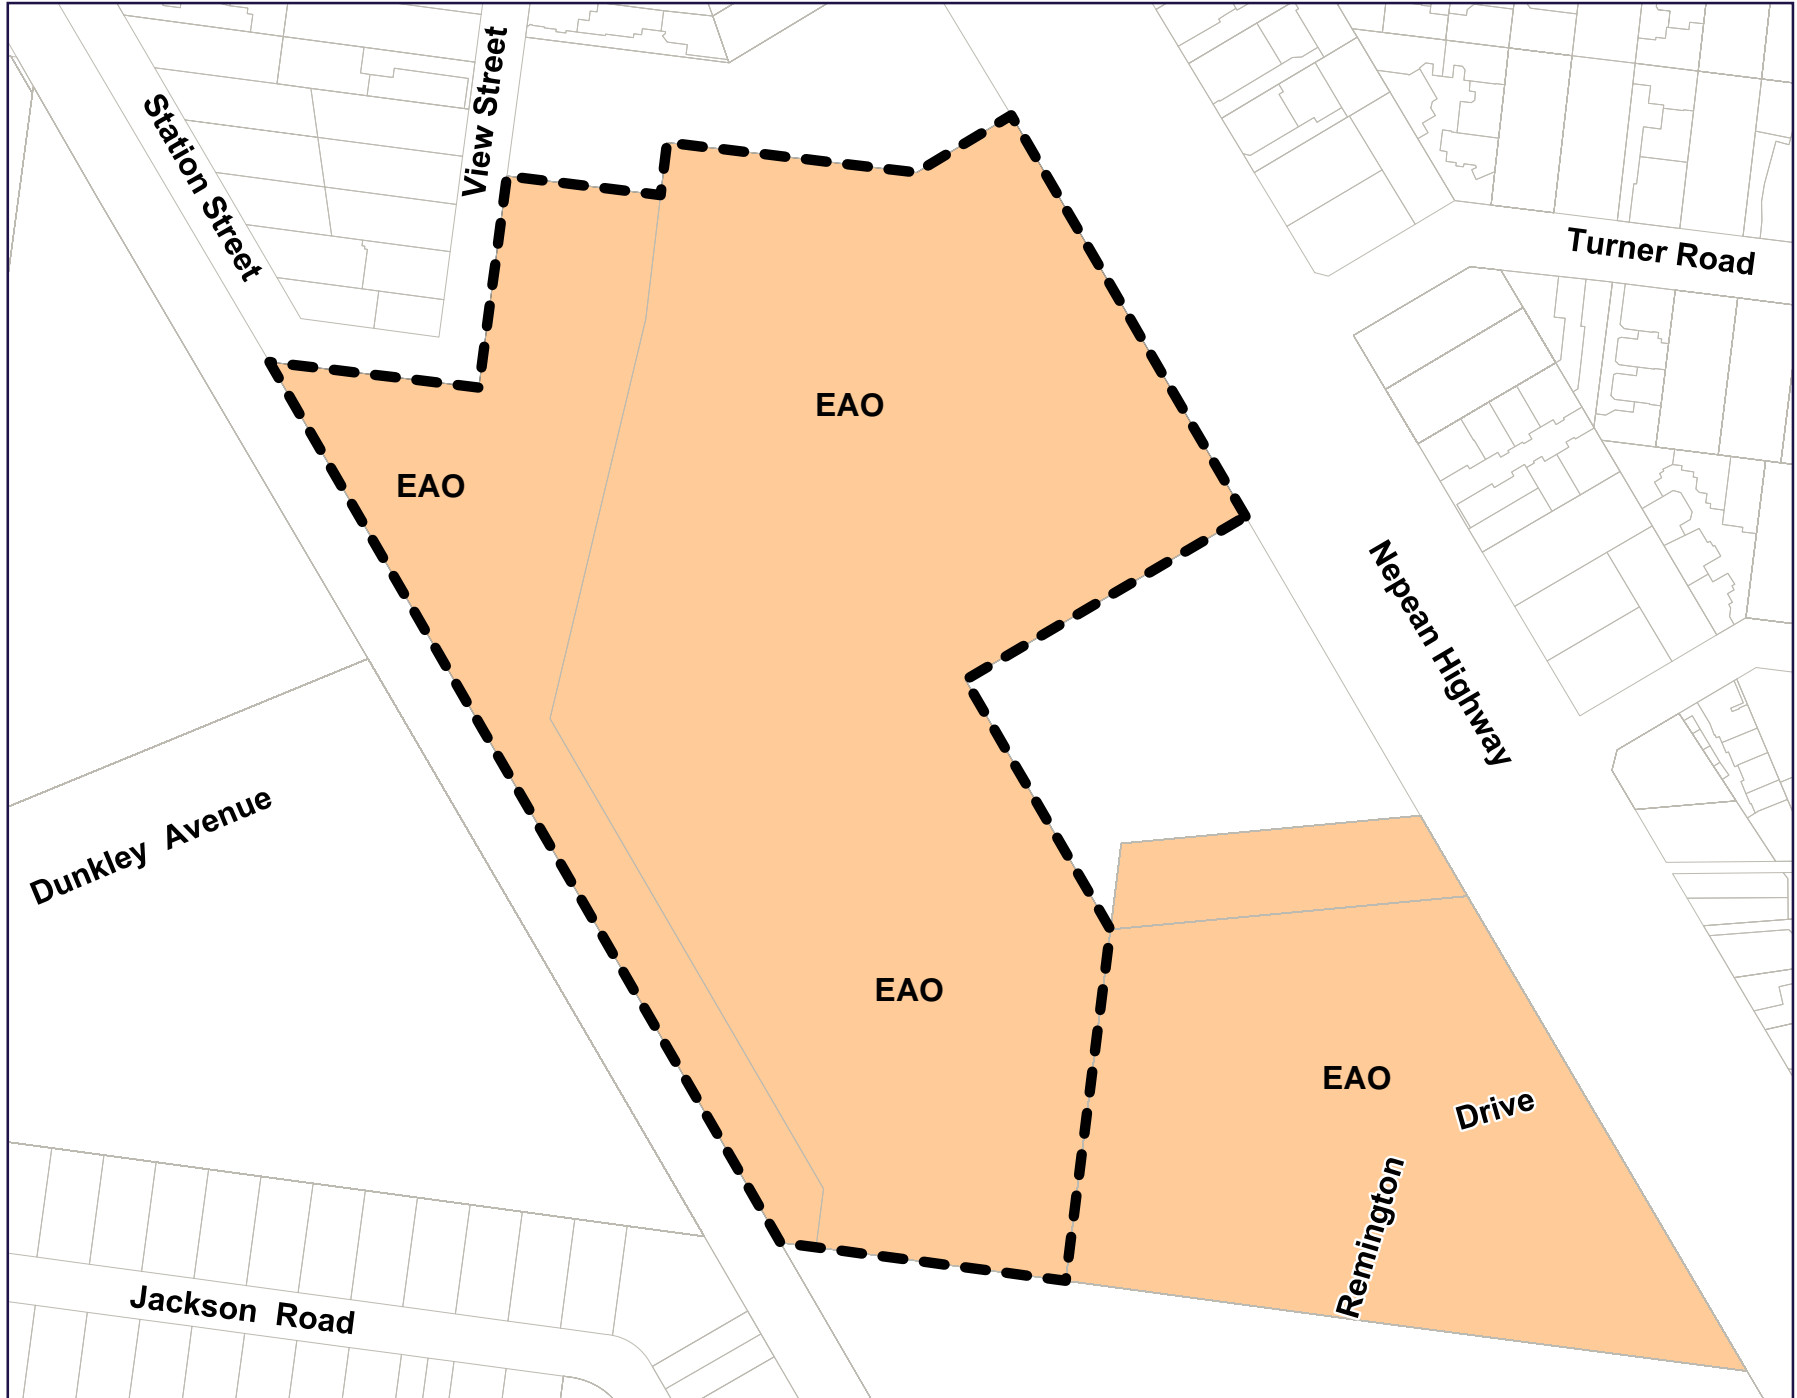 View Street
Station Street
Turner Road
EAO
EAO
Nepean Highway
Dunkley Avenue
EAO
EAO
Drive
Remington
Jackson Road